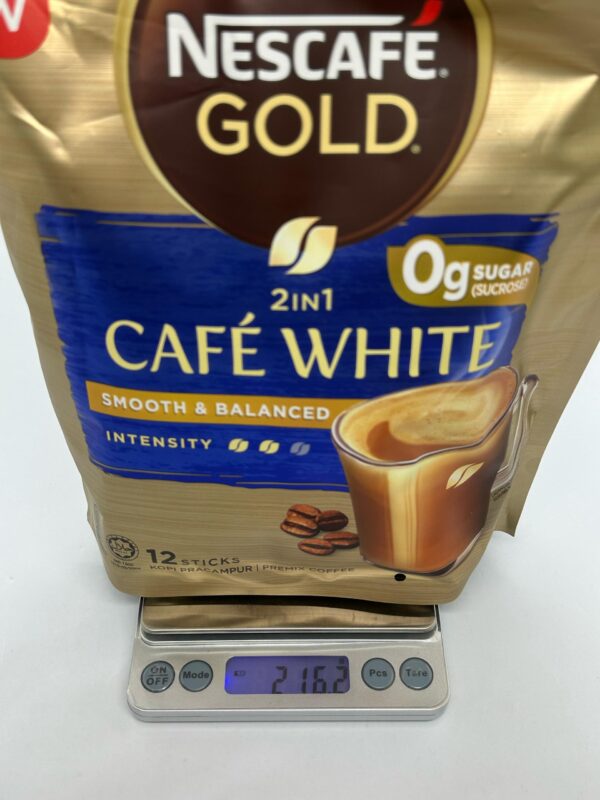 NESCAFÉ
GOLD
2IN1
0g SUGAR
(SUCROSE)
CAFÉ WHITE
SMOOTH & BALANCED
INTENSITY
12 STICKS
KOPI PRACAMPUR | PREMIX COFFEE
ON
OFF
Mode
216.2
Pcs
Tare